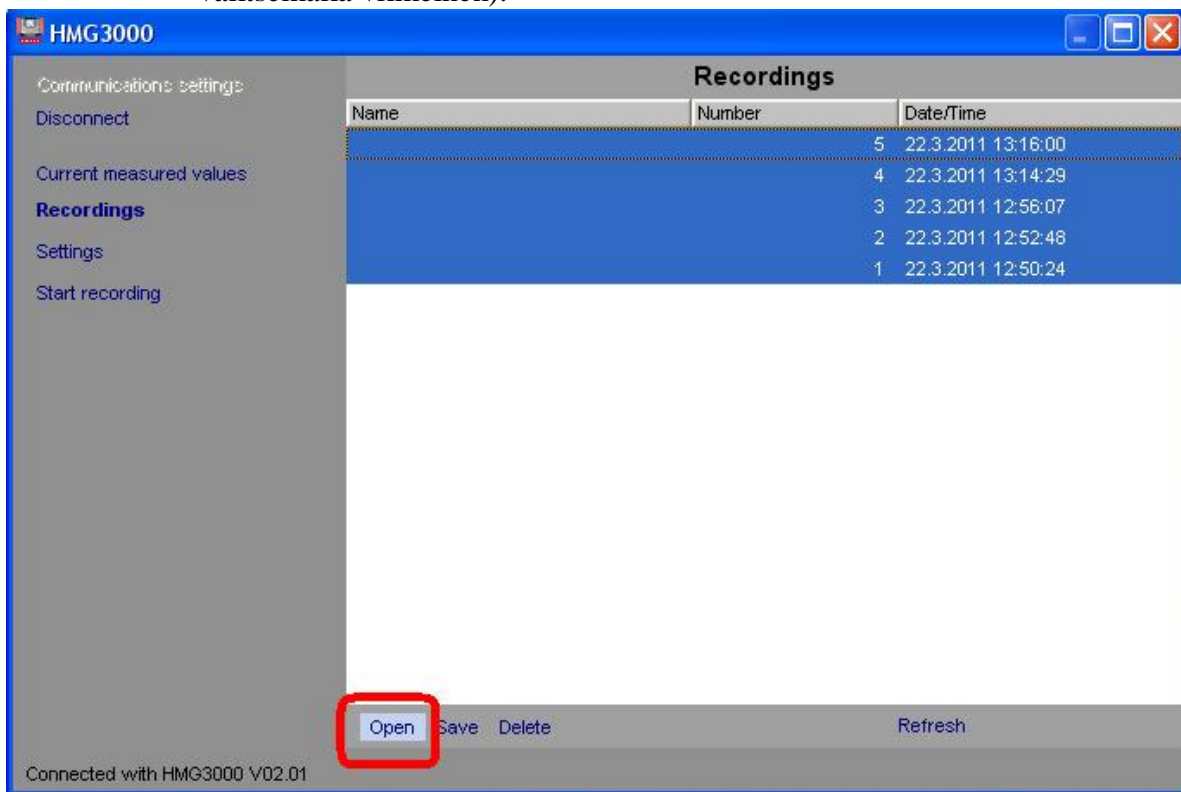 valitsemalla viimeinen).
HMG3000
Communications settings
Disconnect
Current measured values
Recordings
Settings
Start recording
Recordings
Name Number Date/Time
5 22.3.2011 13:16:00
4 22.3.2011 13:14:29
3 22.3.2011 12:56:07
2 22.3.2011 12:52:48
1 22.3.2011 12:50:24
Open Save Delete Refresh
Connected with HMG3000 V02.01